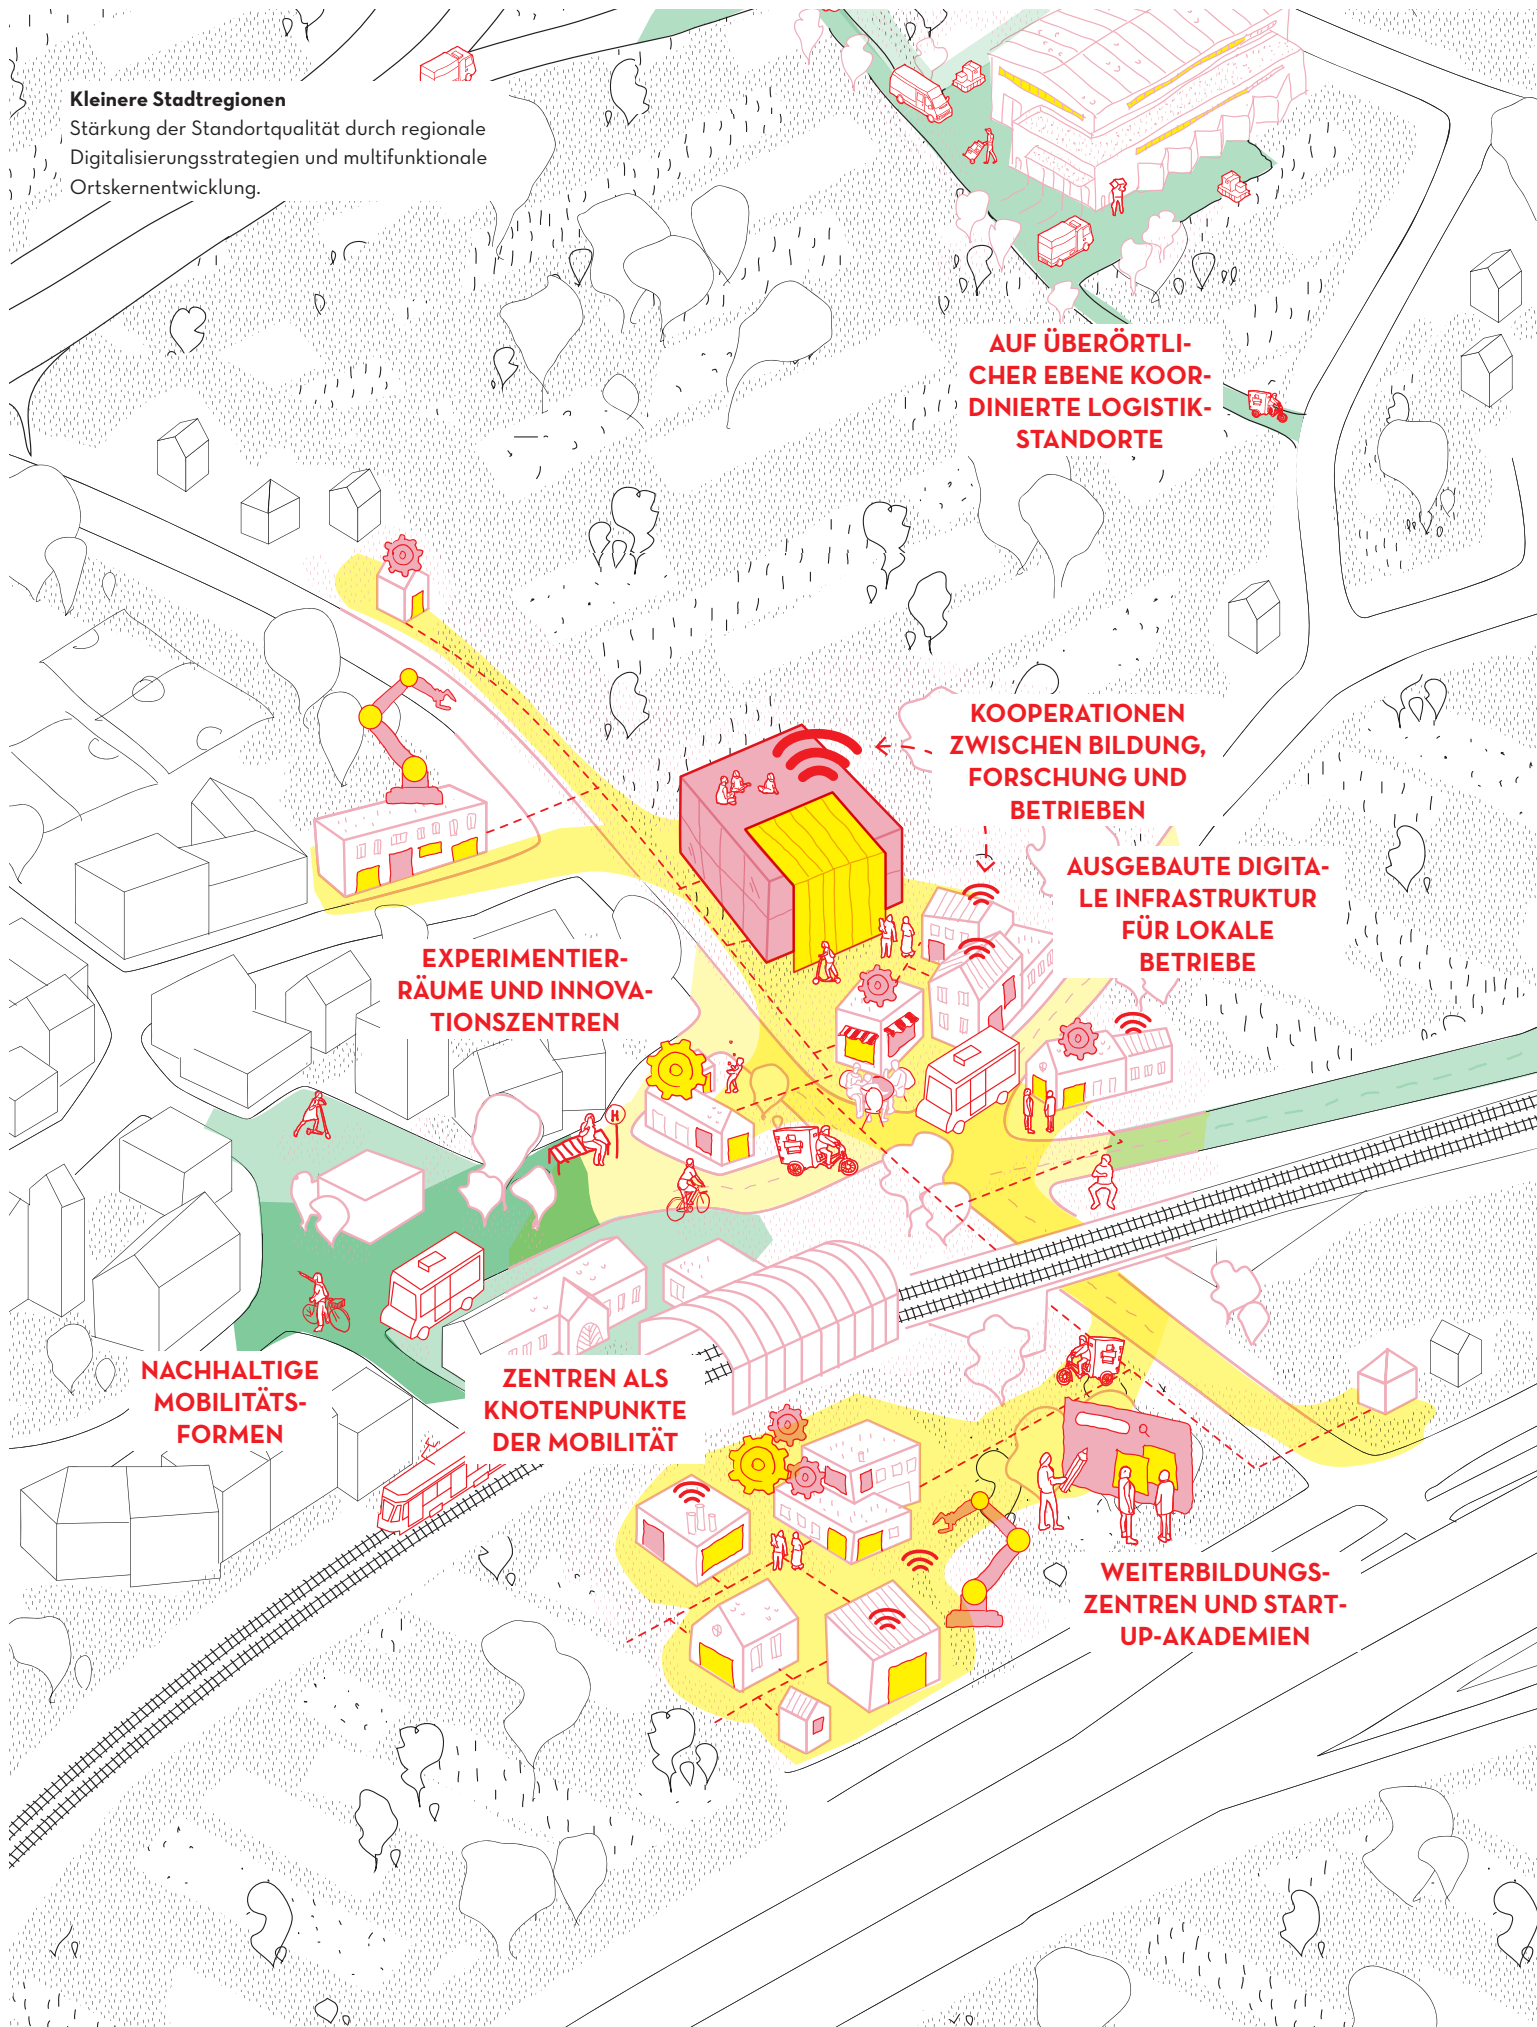 Kleinere Stadtregionen
Stärkung der Standortqualität durch regionale
Digitalisierungsstrategien und multifunktionale
Ortskernentwicklung.
AUF ÜBERÖRTLI-
CHER EBENE KOOR-
DINIERTE LOGISTIK-
STANDORTE
KOOPERATIONEN
ZWISCHEN BILDUNG,
FORSCHUNG UND
BETRIEBEN
AUSGEBAUTE DIGITA-
LE INFRASTRUKTUR
FÜR LOKALE
BETRIEBE
EXPERIMENTIER-
RÄUME UND INNOVA-
TIONSZENTREN
H
NACHHALTIGE
MOBILITÄTS-
FORMEN
ZENTREN ALS
KNOTENPUNKTE
DER MOBILITÄT
WEITERBILDUNGS-
ZENTREN UND START-
UP-AKADEMIEN